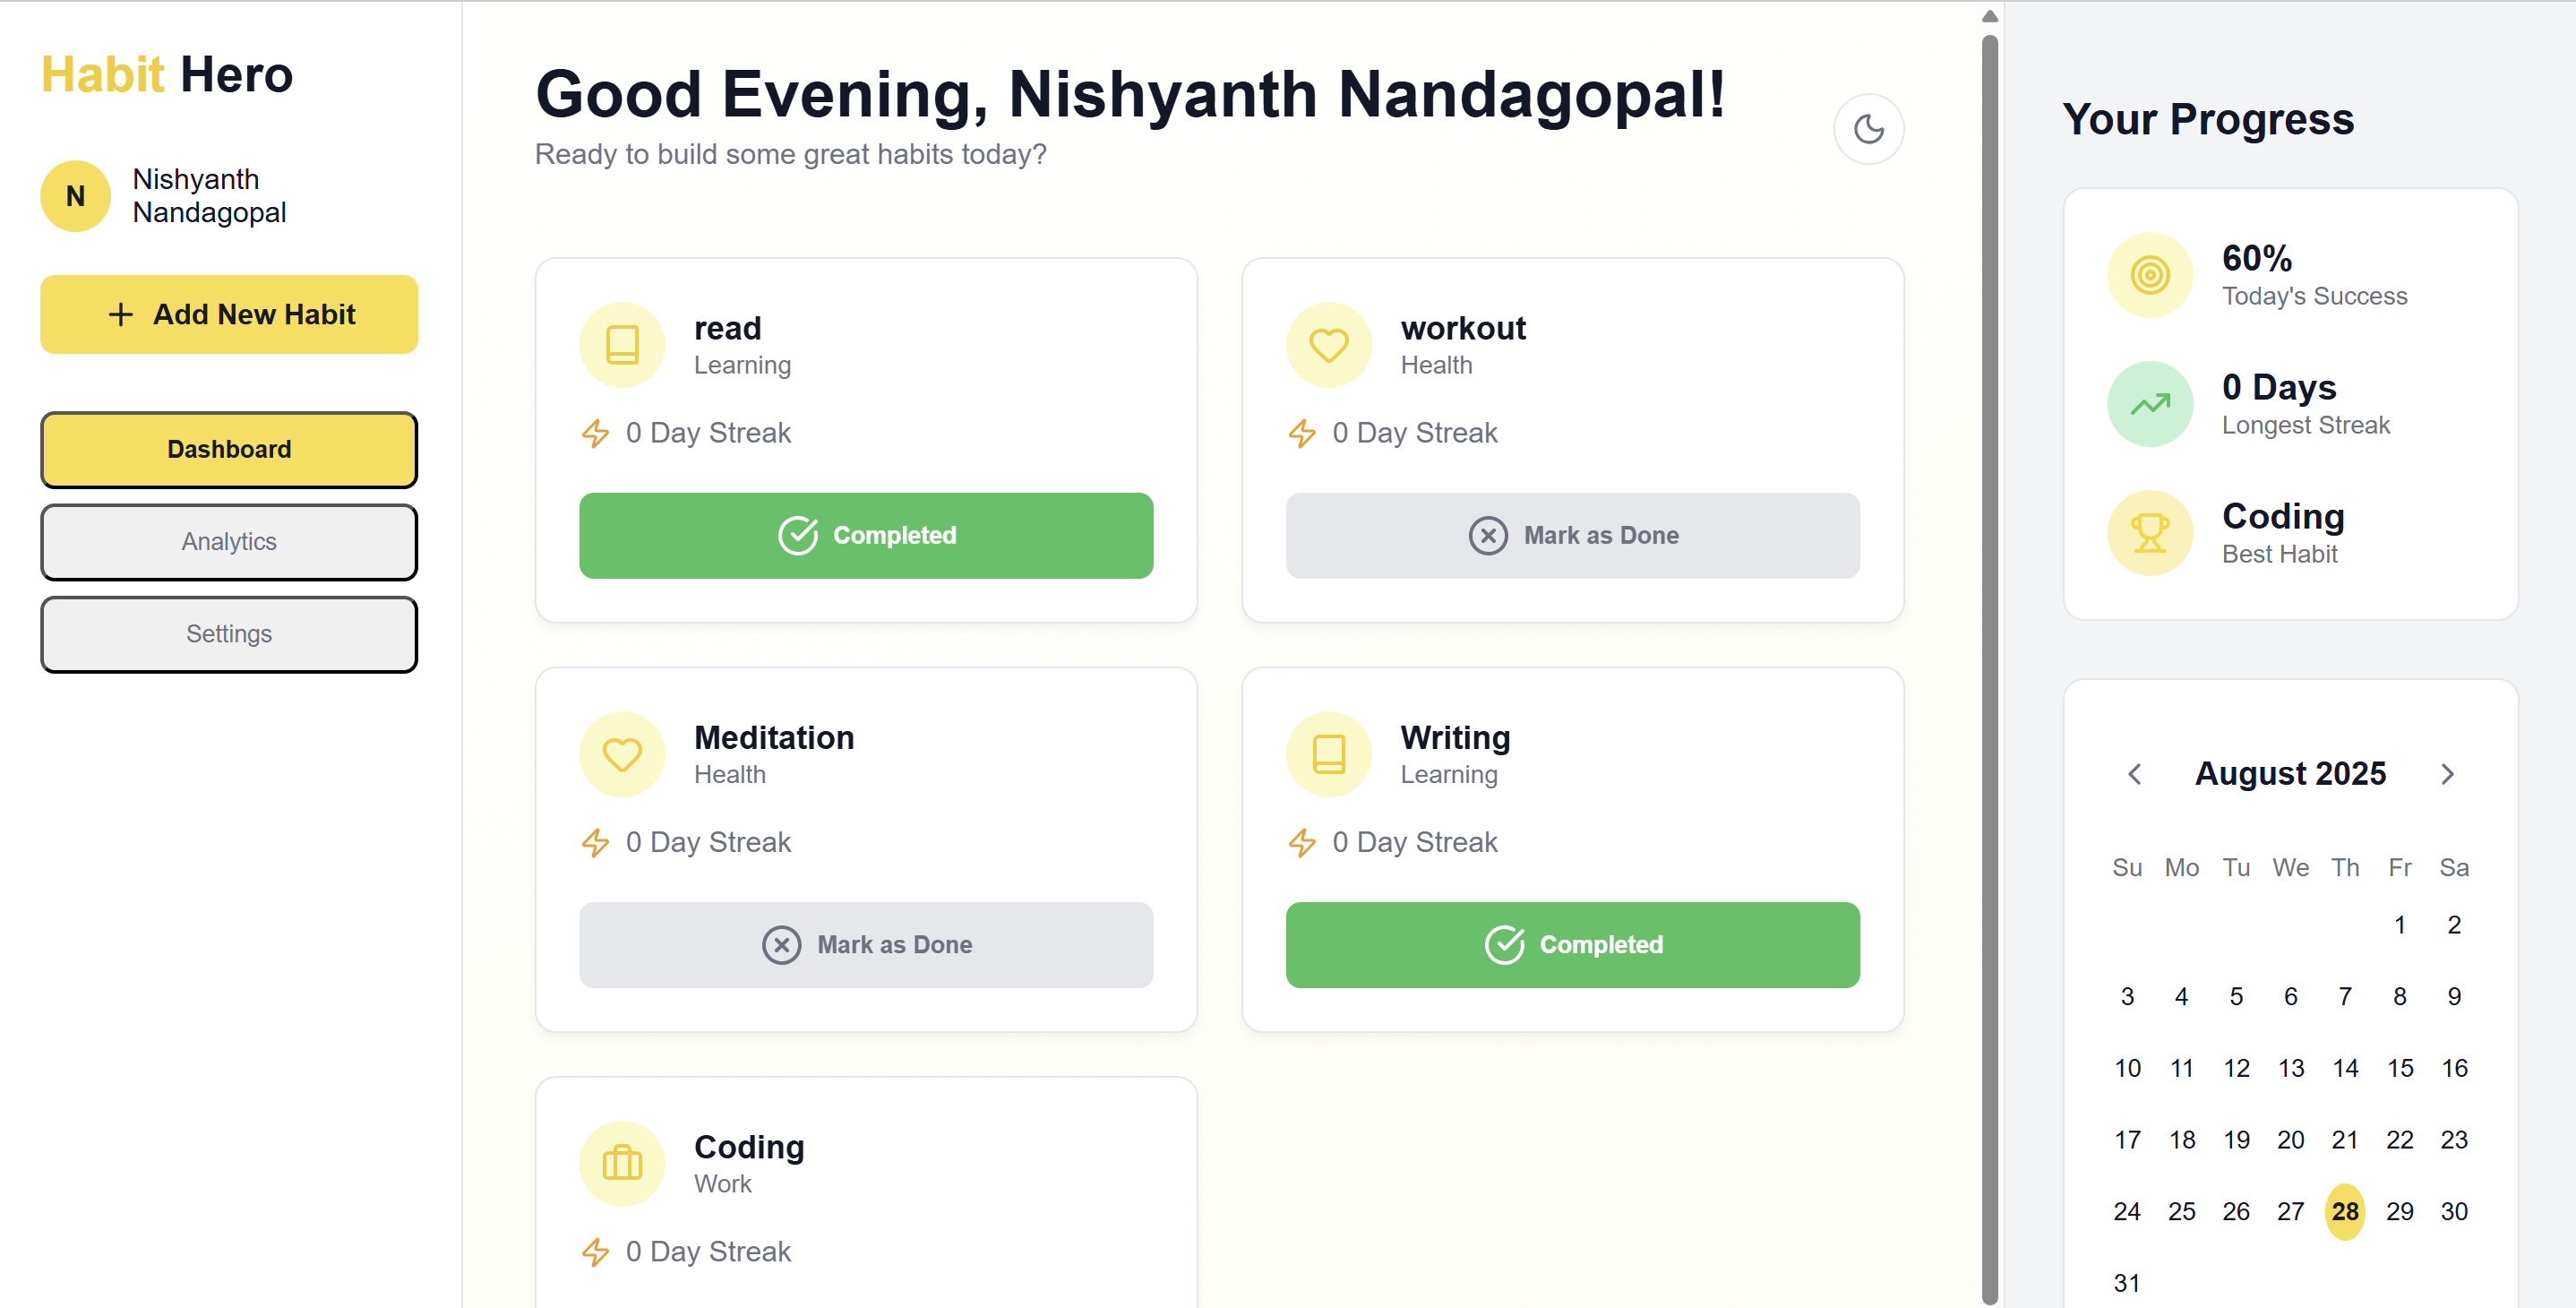 Habit Hero
N
Nishyanth
Nandagopal
Add New Habit
Dashboard
Analytics
Settings
Good Evening, Nishyanth Nandagopal!
Ready to build some great habits today?
read
Learning
0 Day Streak
Completed
workout
Health
0 Day Streak
Mark as Done
Meditation
Health
0 Day Streak
Mark as Done
Writing
Learning
0 Day Streak
Completed
Coding
Work
0 Day Streak
Your Progress
60%
Today's Success
0 Days
Longest Streak
Coding
Best Habit
August 2025
Su Mo Tu We Th Fr Sa
1 2
3 4 5 6 7 8 9
10 11 12 13 14 15 16
17 18 19 20 21 22 23
24 25 26 27 28 29 30
31